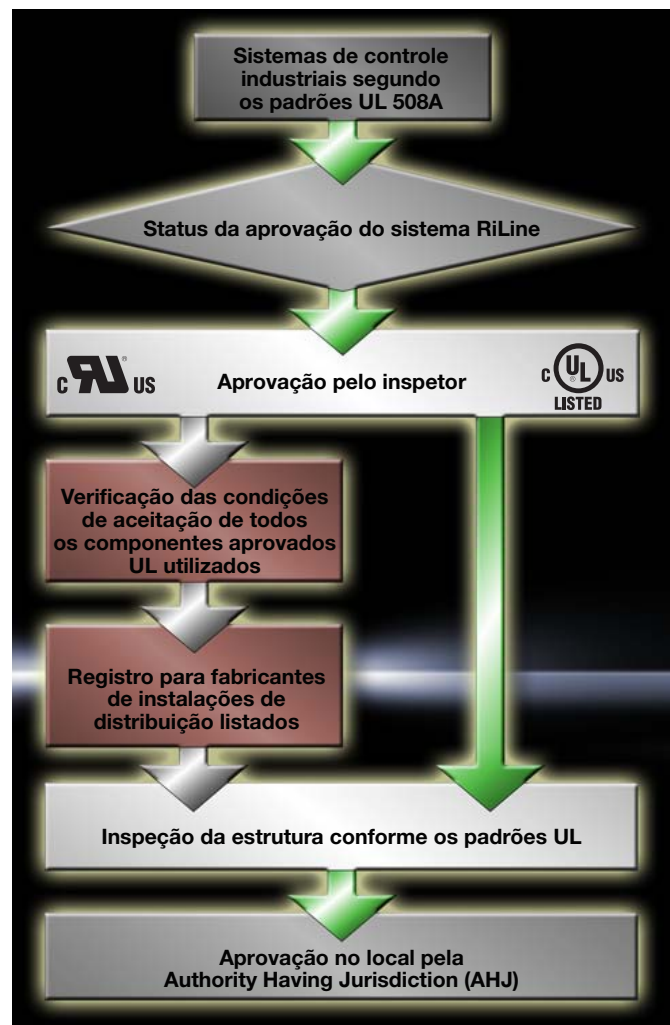 Sistemas de controle
industriais segundo
os padrões UL 508A
Status da aprovação do sistema RiLine
C RU ® US
Aprovação pelo inspetor
C UL ® US
LISTED
Verificação das condições
de aceitação de todos
os componentes aprovados
UL utilizados
Registro para fabricantes
de instalações de
distribuição listados
Inspeção da estrutura conforme os padrões UL
Aprovação no local pela
Authority Having Jurisdiction (AHJ)